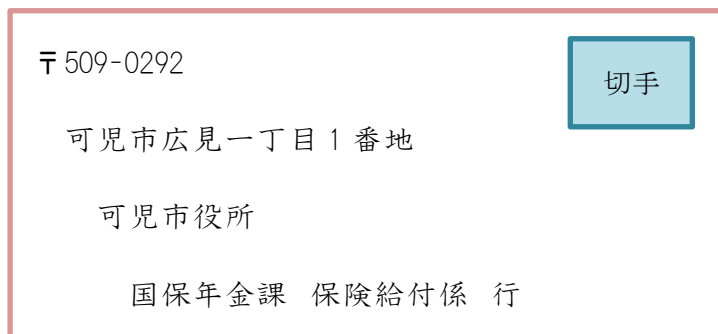 〒509-0292
切手
可児市広見一丁目1番地
可児市役所
国保年金課 保険給付係 行